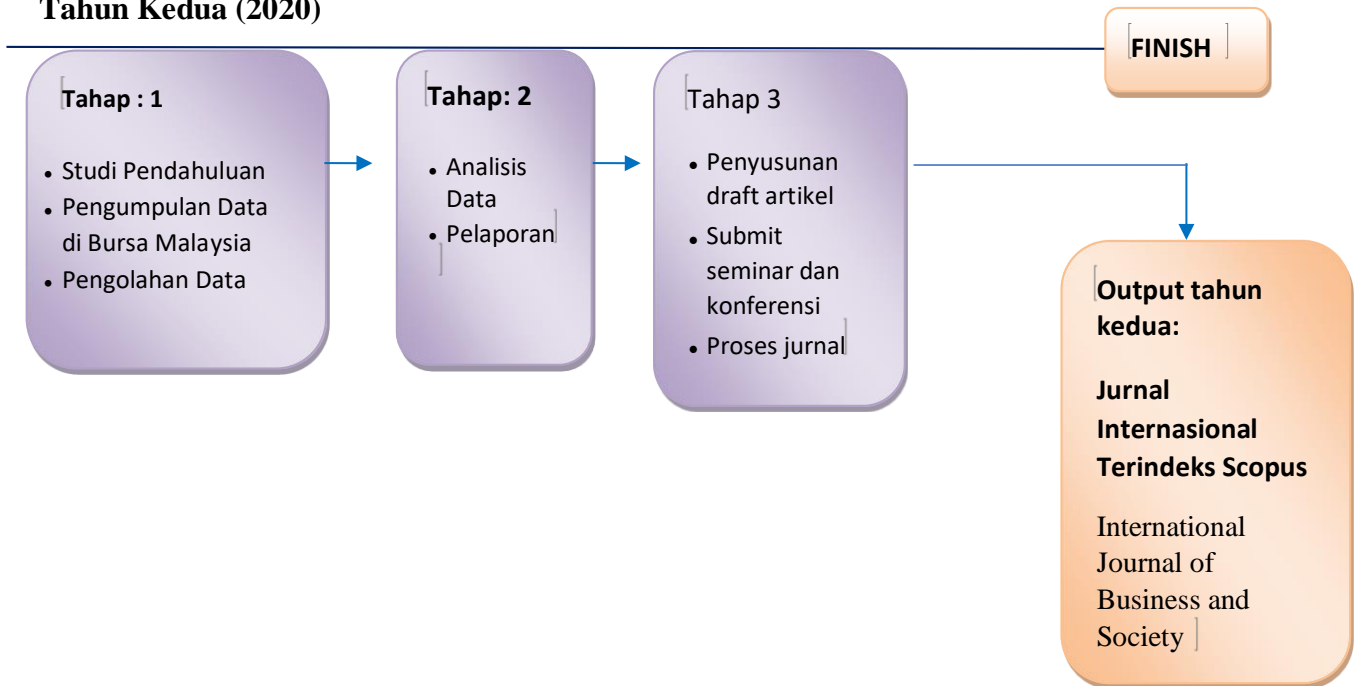 Tahun Kedua (2020)
FINISH
Tahap : 1
• Studi Pendahuluan
• Pengumpulan Data
di Bursa Malaysia
• Pengolahan Data
Tahap: 2
• Analisis
Data
• Pelaporan
Tahap 3
• Penyusunan
draft artikel
• Submit
seminar dan
konferensi
• Proses jurnal
Output tahun
kedua:
Jurnal
Internasional
Terindeks Scopus
International
Journal of
Business and
Society